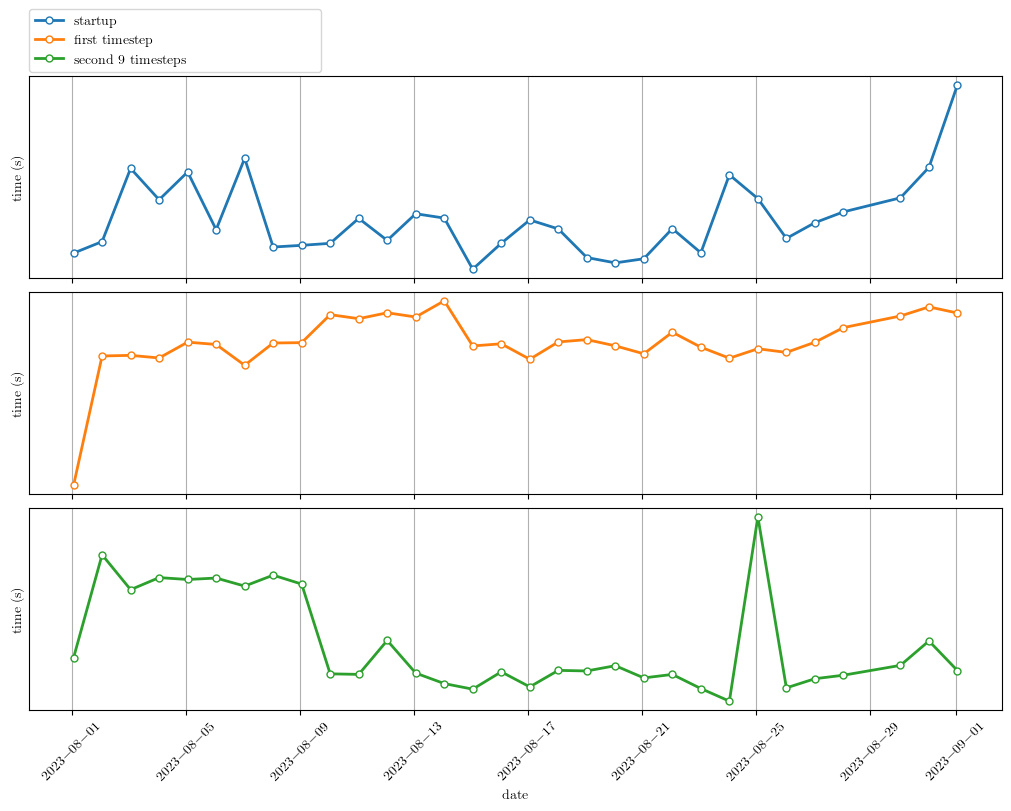 startup
first timestep
second 9 timesteps
time (s)
time (s)
time (s)
2023−08−01
2023−08−05
2023−08−09
2023−08−13
2023−08−17
2023−08−21
2023−08−25
2023−08−29
2023−09−01
date